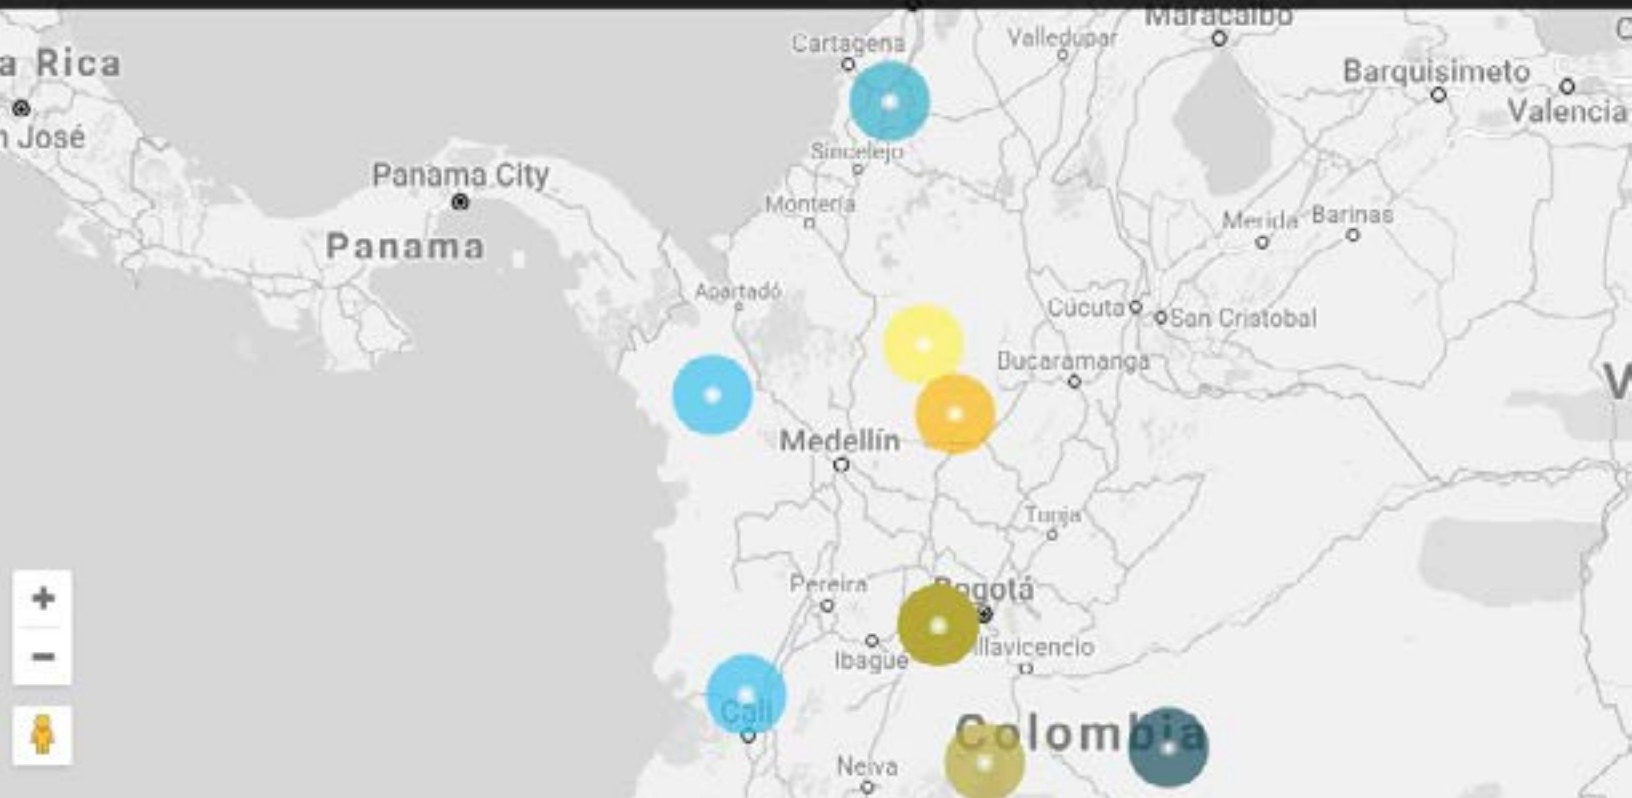 Maracaibo
Cartagena
Valledupar
a Rica
Barquisimeto
Valencia
n José
Sincelejo
Panama City
Montería
Merida
Barinas
Panama
Apartadó
Cúcuta
San Cristobal
Bucaramanga
V
Medellín
Tunja
Pereira
Bogotá
+
illavicencio
Ibagué
−
Cali
Colombia
Neiva